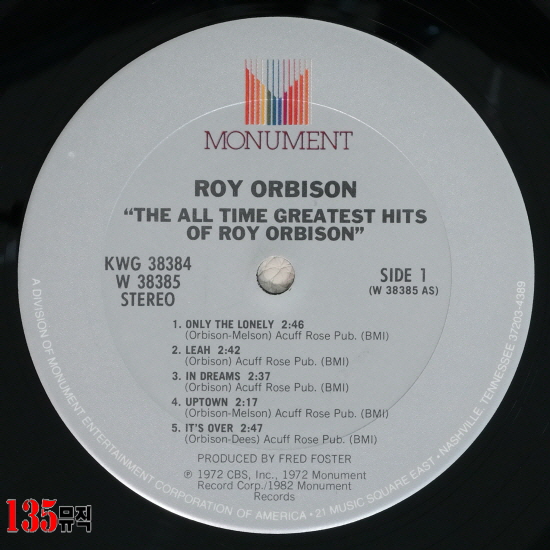 MONUMENT
ROY ORBISON
“THE ALL TIME GREATEST HITS
OF ROY ORBISON”
KWG 38384
W 38385
STEREO
SIDE 1
(W 38385 AS)
1. ONLY THE LONELY 2:46
(Orbison-Melson) Acuff Rose Pub. (BMI)
2. LEAH 2:42
(Orbison) Acuff Rose Pub. (BMI)
3. IN DREAMS 2:37
(Orbison) Acuff Rose Pub. (BMI)
4. UPTOWN 2:17
(Orbison-Melson) Acuff Rose Pub. (BMI)
5. IT'S OVER 2:47
(Orbison-Dees) Acuff Rose Pub. (BMI)
PRODUCED BY FRED FOSTER
℗ 1972 CBS, Inc., 1972 Monument
Record Corp./1982 Monument
Records
A DIVISION OF MONUMENT ENTERTAINMENT CORPORATION OF AMERICA • 21 MUSIC SQUARE EAST • NASHVILLE, TENNESSEE 37203-4389
135뮤직